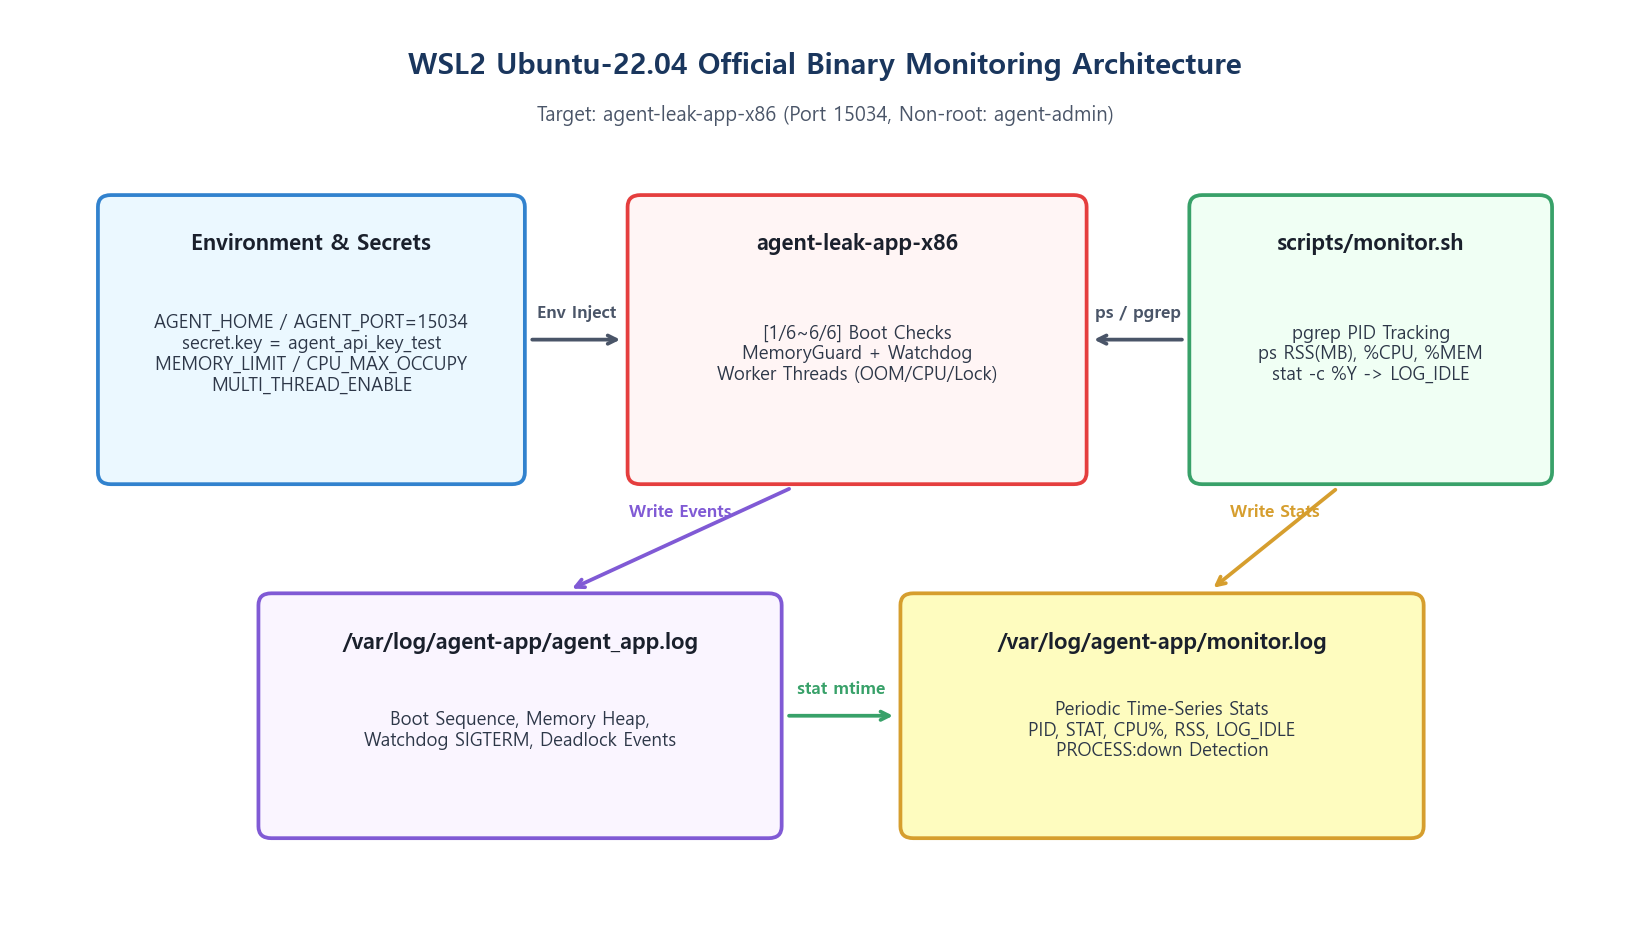 WSL2 Ubuntu-22.04 Official Binary Monitoring Architecture
Target: agent-leak-app-x86 (Port 15034, Non-root: agent-admin)
Environment & Secrets
AGENT_HOME / AGENT_PORT=15034
secret.key = agent_api_key_test
MEMORY_LIMIT / CPU_MAX_OCCUPY
MULTI_THREAD_ENABLE
Env Inject
agent-leak-app-x86
[1/6~6/6] Boot Checks
MemoryGuard + Watchdog
Worker Threads (OOM/CPU/Lock)
ps / pgrep
scripts/monitor.sh
pgrep PID Tracking
ps RSS(MB), %CPU, %MEM
stat -c %Y -> LOG_IDLE
Write Events
Write Stats
/var/log/agent-app/agent_app.log
Boot Sequence, Memory Heap,
Watchdog SIGTERM, Deadlock Events
stat mtime
/var/log/agent-app/monitor.log
Periodic Time-Series Stats
PID, STAT, CPU%, RSS, LOG_IDLE
PROCESS:down Detection